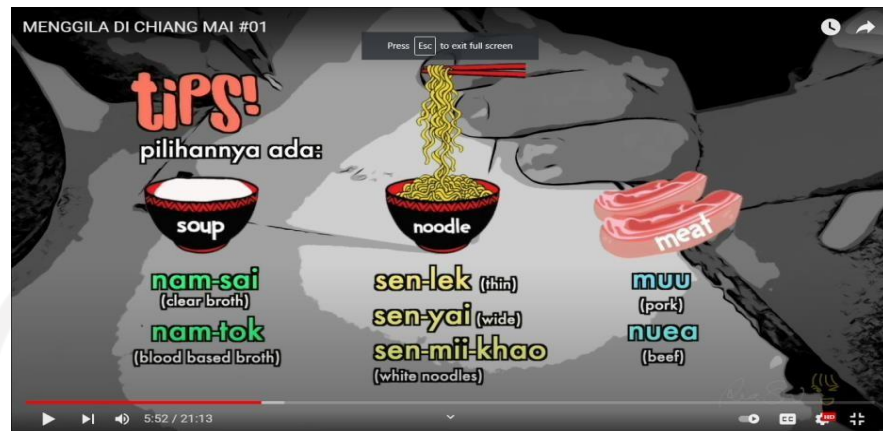 MENGGILA DI CHIANG MAI #01
Press Esc to exit full screen
tips!
pilihannya ada:
soup
nam-sai
(clear broth)
nam-tok
(blood based broth)
noodle
sen-lek (thin)
sen-yai (wide)
sen-mii-khao
(white noodles)
meat
muu
(pork)
nuea
(beef)
5:52 / 21:13
CC
HD